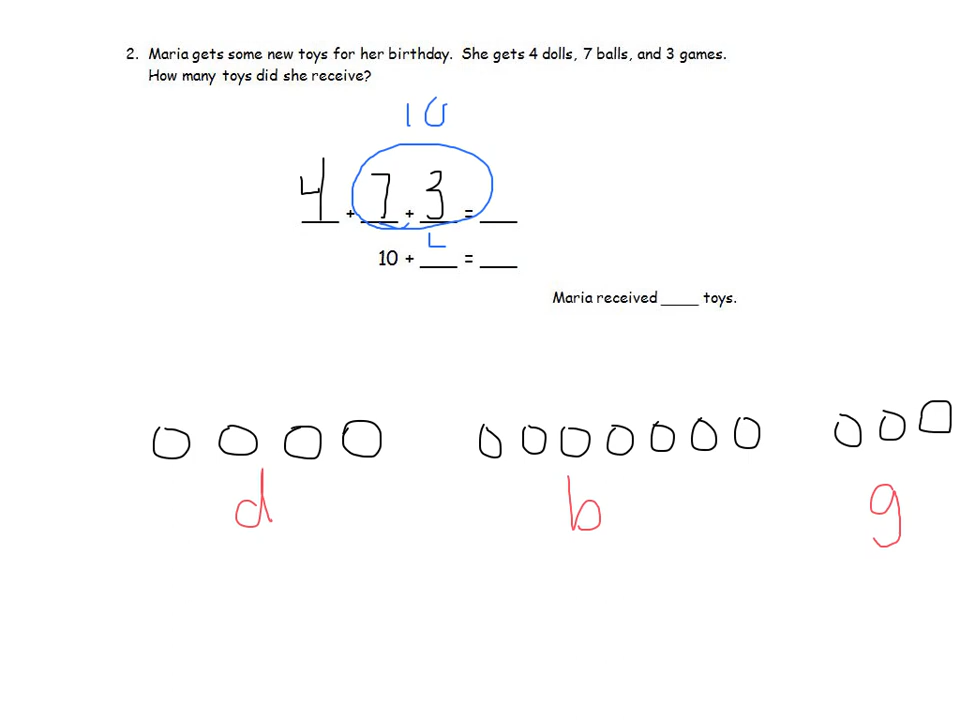 2. Maria gets some new toys for her birthday. She gets 4 dolls, 7 balls, and 3 games.
How many toys did she receive?
10
4 + 7 + 3 = ___
10 + ___ = ___
Maria received ____ toys.
d b g